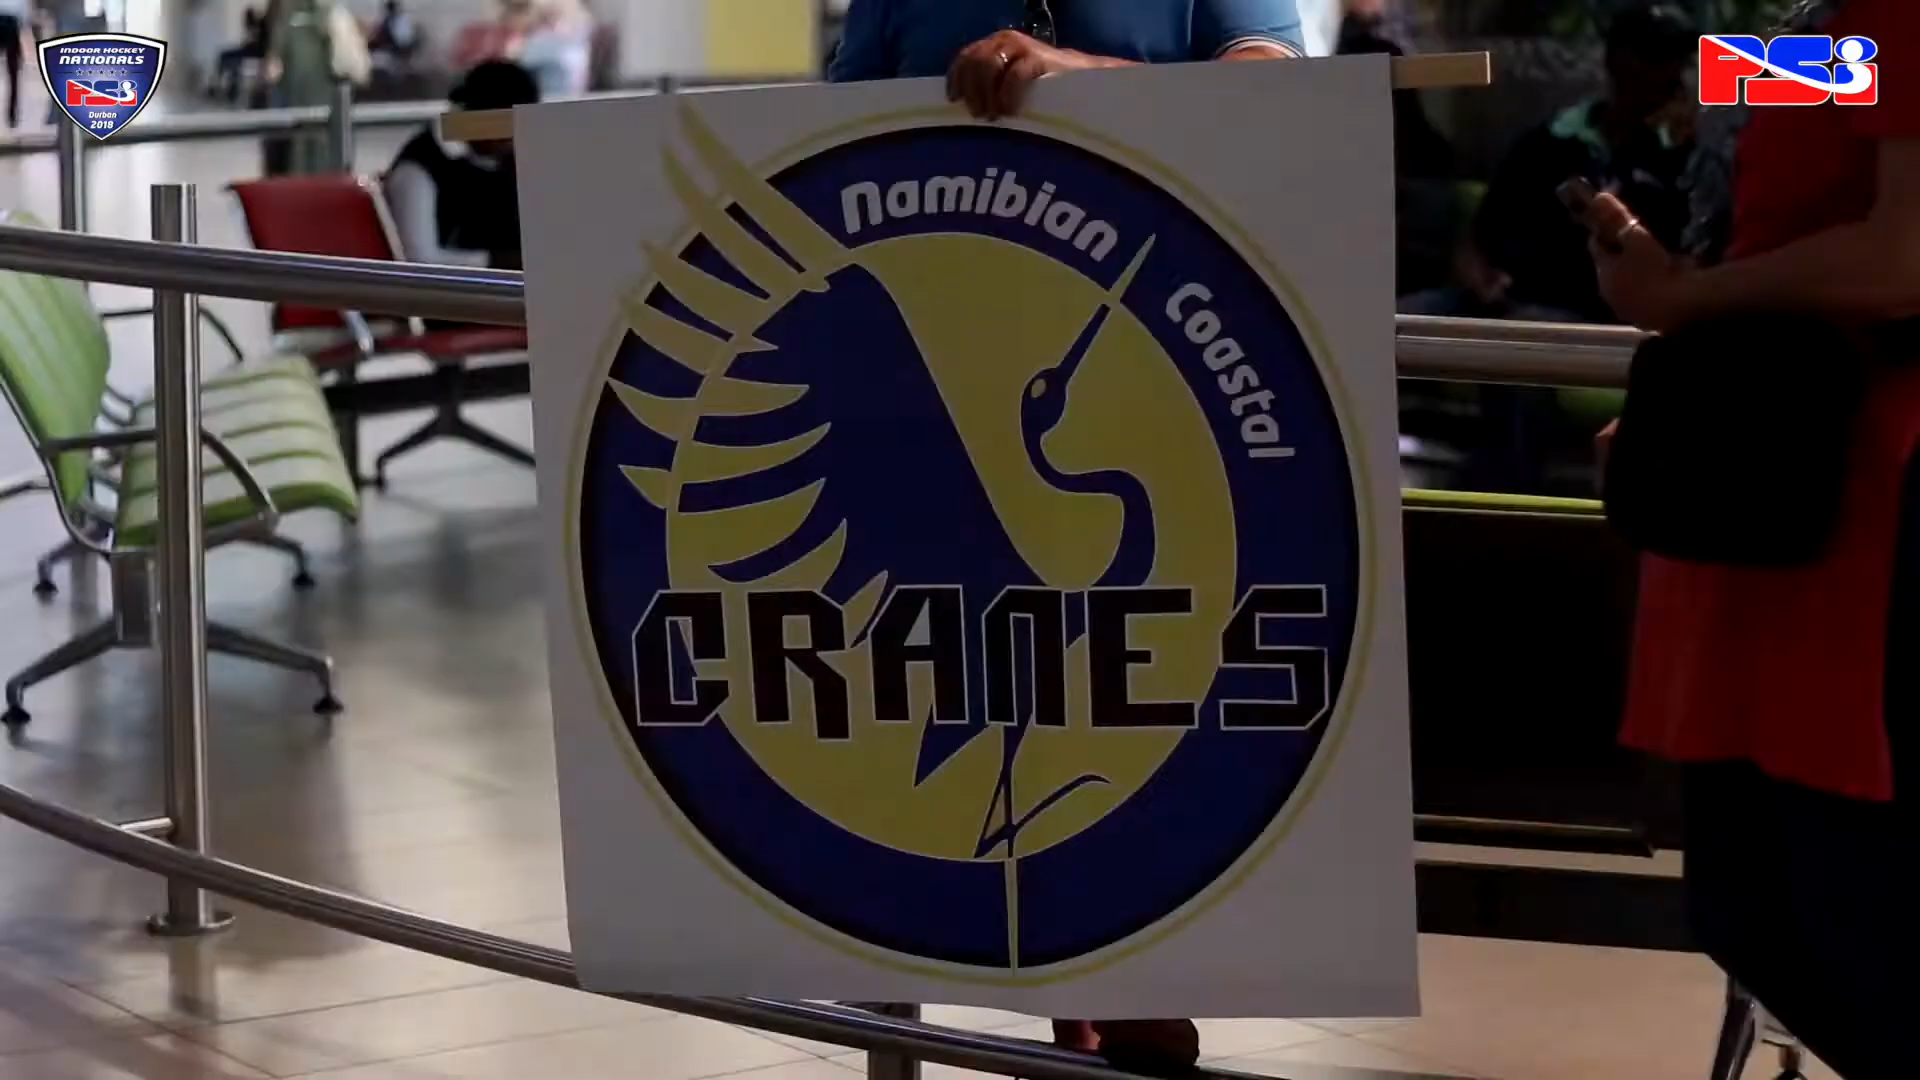 INDOOR HOCKEY
NATIONALS
PSi
Durban
2018
PSi
Namibian Coastal
CRANES